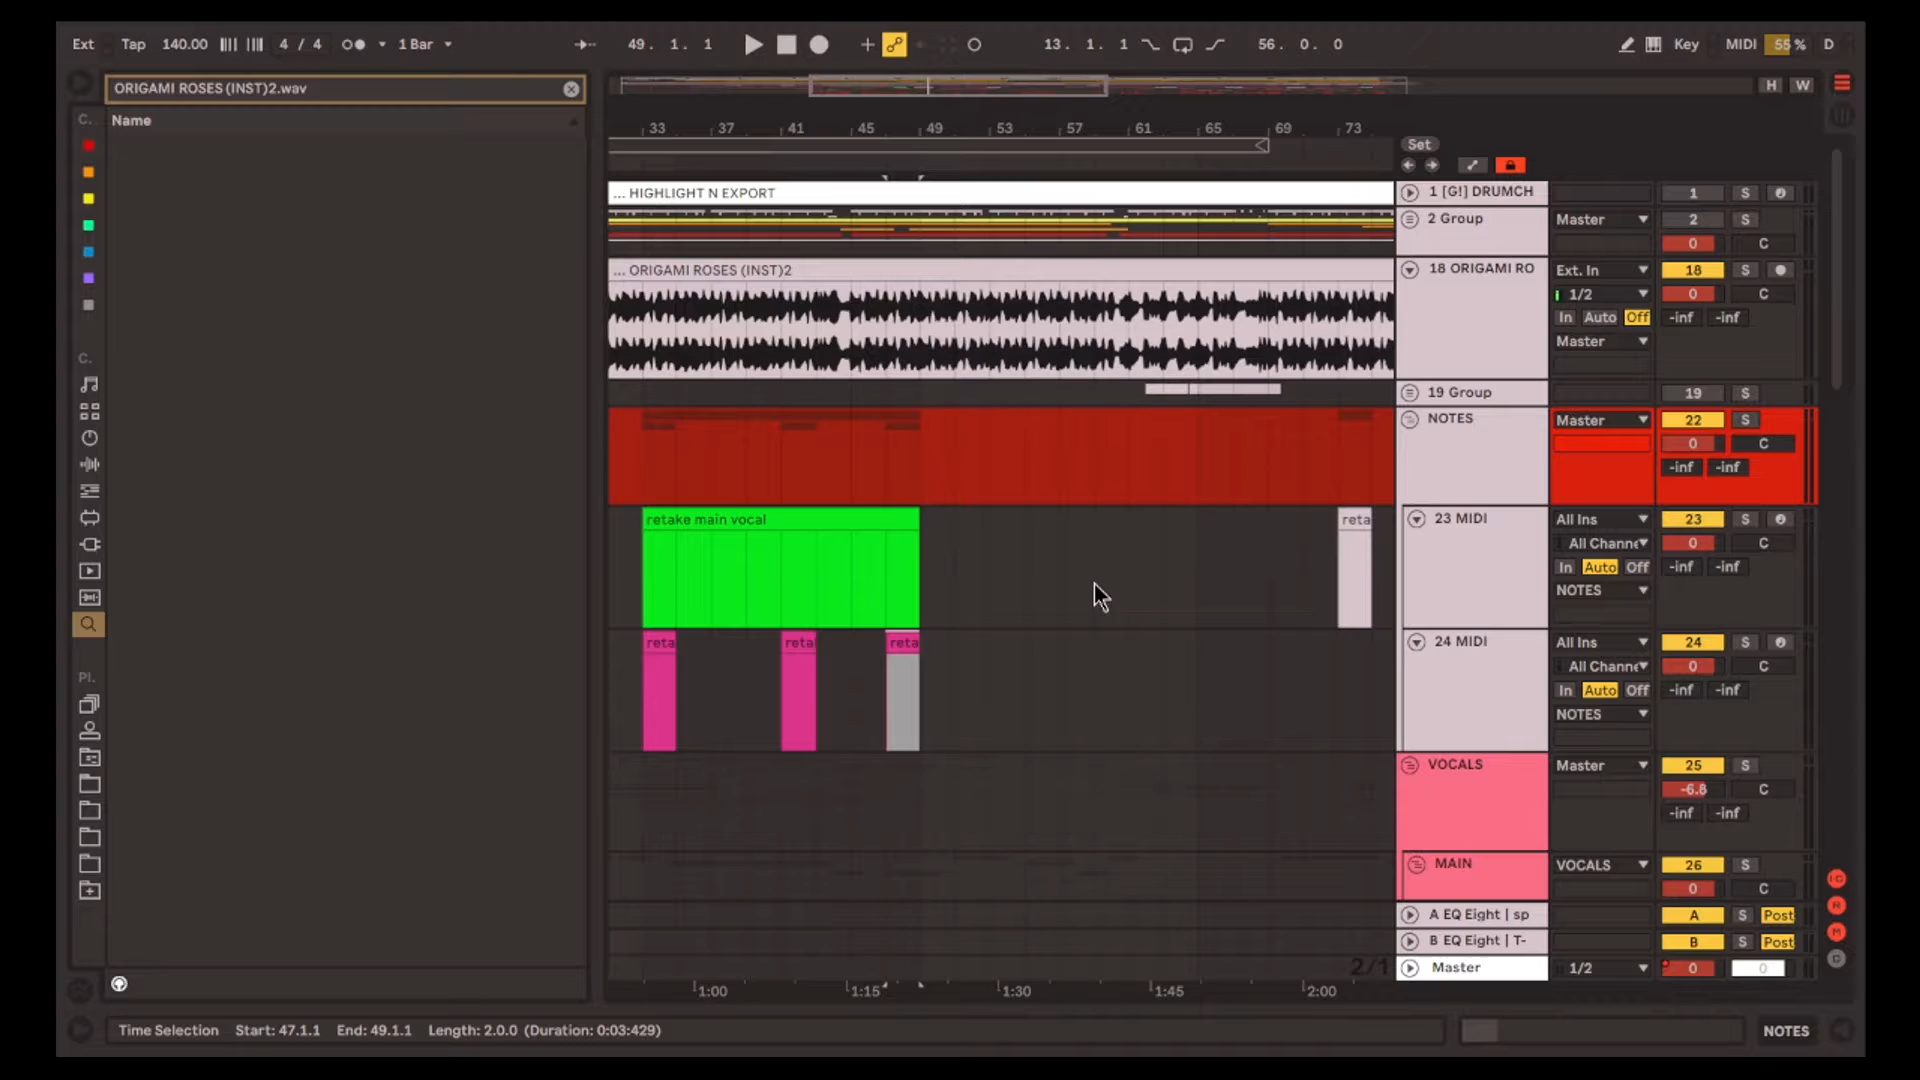 Ext Tap 140.00 4 / 4 1 Bar 49. 1. 1 13. 1. 1 56. 0. 0 Key MIDI 55 % D
ORIGAMI ROSES (INST)2.wav
H W
C. Name
33 37 41 45 49 53 57 61 65 69 73
Set
... HIGHLIGHT N EXPORT
1 [G!] DRUMCH 1 S
2 Group Master 2 S
0 C
... ORIGAMI ROSES (INST)2
18 ORIGAMI RO Ext. In 18 S
1/2 0 C
In Auto Off -inf -inf
Master
C.
19 Group 19 S
NOTES Master 22 S
0 C
-inf -inf
retake main vocal reta
23 MIDI All Ins 23 S
All Channe 0 C
In Auto Off -inf -inf
NOTES
reta reta reta
24 MIDI All Ins 24 S
All Channe 0 C
Pl.
In Auto Off -inf -inf
NOTES
VOCALS Master 25 S
-6.8 C
-inf -inf
MAIN VOCALS 26 S
0 C
A EQ Eight | sp A S Post
B EQ Eight | T- B S Post
2/1 Master 1/2 0 0
1:00 1:15 1:30 1:45 2:00
Time Selection Start: 47.1.1 End: 49.1.1 Length: 2.0.0 (Duration: 0:03:429) NOTES